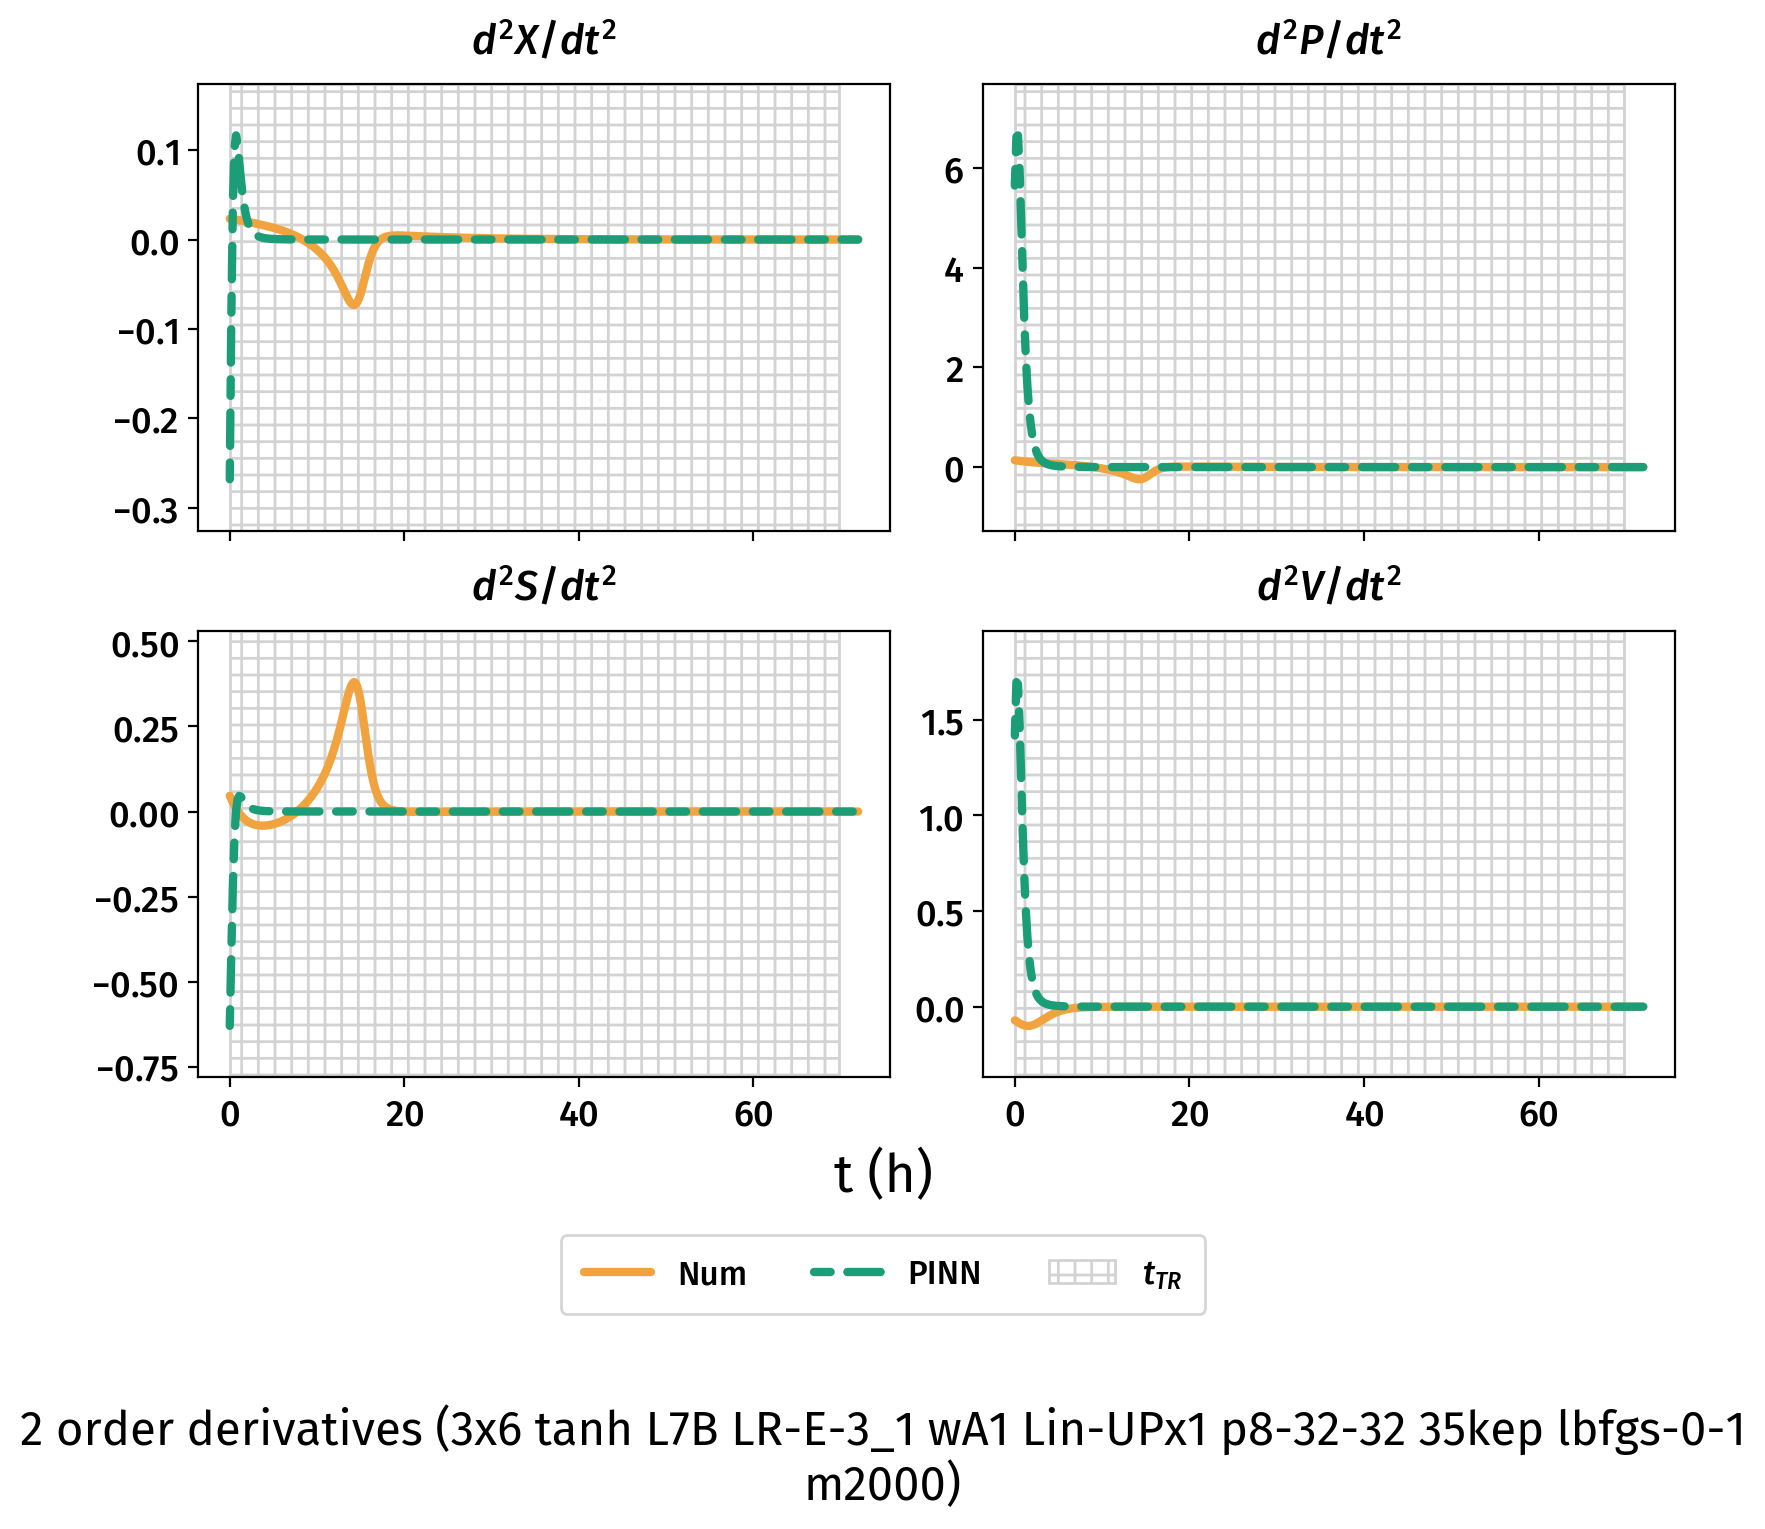 d²X/dt²
d²P/dt²
0.1
0.0
−0.1
−0.2
−0.3
6
4
2
0
d²S/dt²
d²V/dt²
0.50
0.25
0.00
−0.25
−0.50
−0.75
0 20 40 60
1.5
1.0
0.5
0.0
0 20 40 60
t (h)
Num PINN t_TR
2 order derivatives (3x6 tanh L7B LR-E-3_1 wA1 Lin-UPx1 p8-32-32 35kep lbfgs-0-1
m2000)